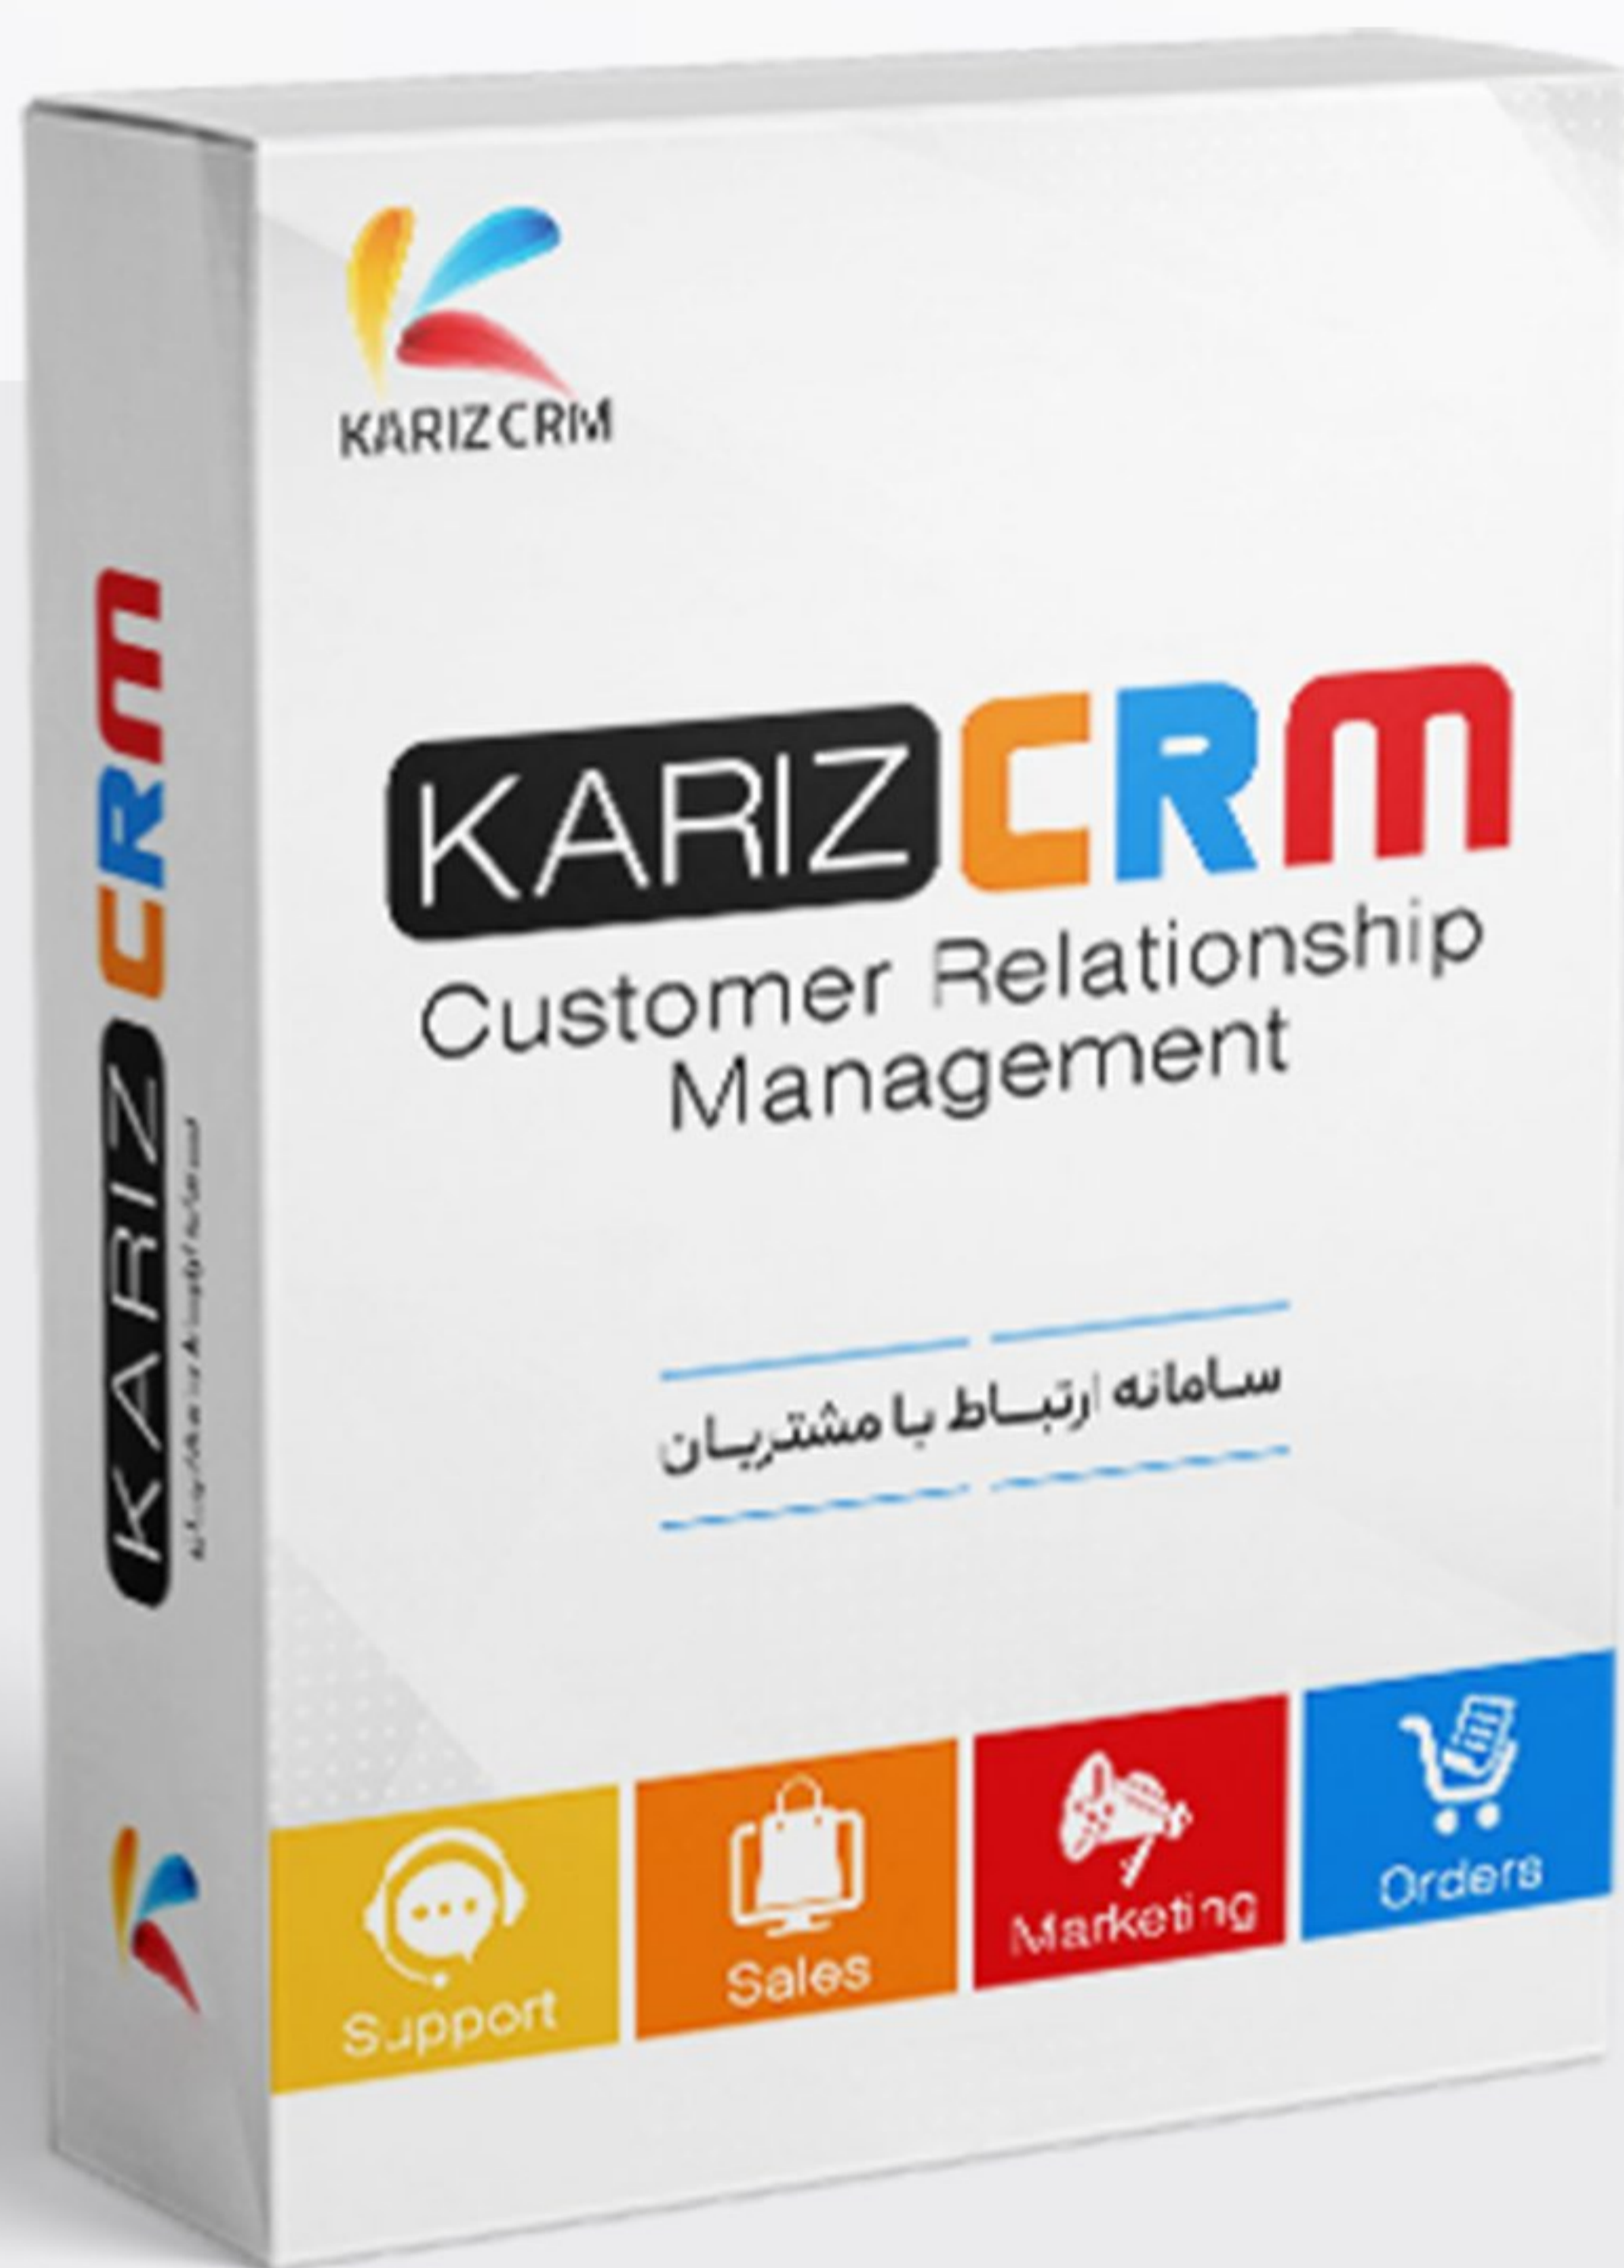 KARIZ CRM
KARIZ CRM
Customer Relationship
Management
سامانه ارتباط با مشتریان
Support
Sales
Marketing
Orders
KARIZ CRM